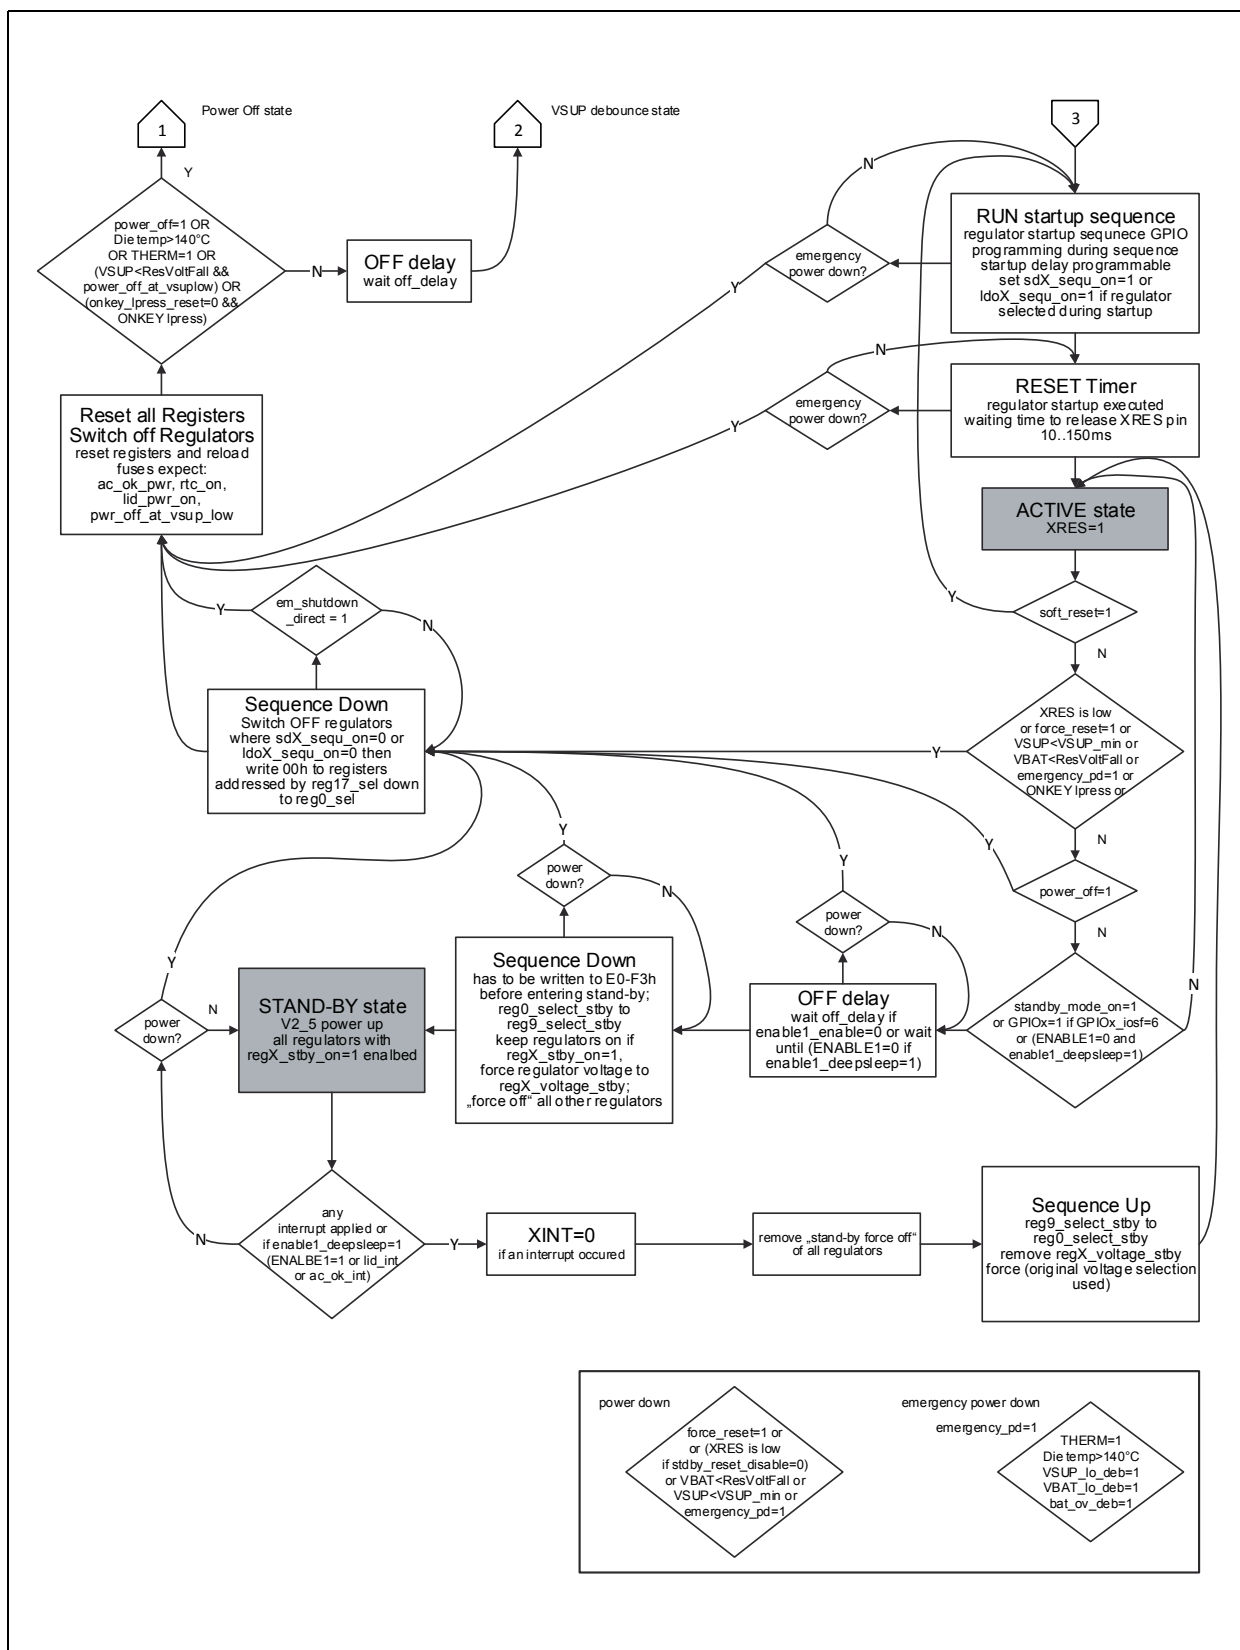 1
Power Off state
2
VSUP debounce state
3
Y
power_off=1 OR
Die temp>140°C
OR THERM=1 OR
(VSUP<ResVoltFall &&
power_off_at_vsuplow) OR
(onkey_lpress_reset=0 &&
ONKEY lpress)
N
OFF delay
wait off_delay
N
emergency
power down?
Y
RUN startup sequence
regulator startup sequnece GPIO
programming during sequence
startup delay programmable
set sdX_sequ_on=1 or
ldoX_sequ_on=1 if regulator
selected during startup
N
emergency
power down?
Y
RESET Timer
regulator startup executed
waiting time to release XRES pin
10..150ms
Reset all Registers
Switch off Regulators
reset registers and reload
fuses expect:
ac_ok_pwr, rtc_on,
lid_pwr_on,
pwr_off_at_vsup_low
ACTIVE state
XRES=1
Y
em_shutdown
_direct = 1
N
Y
soft_reset=1
N
Sequence Down
Switch OFF regulators
where sdX_sequ_on=0 or
ldoX_sequ_on=0 then
write 00h to registers
addressed by reg17_sel down
to reg0_sel
Y
XRES is low
or force_reset=1 or
VSUP<VSUP_min or
VBAT<ResVoltFall or
emergency_pd=1 or
ONKEY lpress or
N
Y
power
down?
N
Y
power
down?
N
Y
power_off=1
N
Y
power
down?
N
STAND-BY state
V2_5 power up
all regulators with
regX_stby_on=1 enalbed
Sequence Down
has to be written to E0-F3h
before entering stand-by;
reg0_select_stby to
reg9_select_stby
keep regulators on if
regX_stby_on=1,
force regulator voltage to
regX_voltage_stby;
„force off“ all other regulators
OFF delay
wait off_delay if
enable1_enable=0 or wait
until (ENABLE1=0 if
enable1_deepsleep=1)
standby_mode_on=1
or GPIOx=1 if GPIOx_iosf=6
or (ENABLE1=0 and
enable1_deepsleep=1)
N
N
any
interrupt applied or
if enable1_deepsleep=1
(ENALBE1=1 or lid_int
or ac_ok_int)
Y
XINT=0
if an interrupt occured
remove „stand-by force off“
of all regulators
Sequence Up
reg9_select_stby to
reg0_select_stby
remove regX_voltage_stby
force (original voltage selection
used)
power down
force_reset=1 or
or (XRES is low
if stdby_reset_disable=0)
or VBAT<ResVoltFall or
VSUP<VSUP_min or
emergency_pd=1
emergency power down
emergency_pd=1
THERM=1
Die temp>140°C
VSUP_lo_deb=1
VBAT_lo_deb=1
bat_ov_deb=1